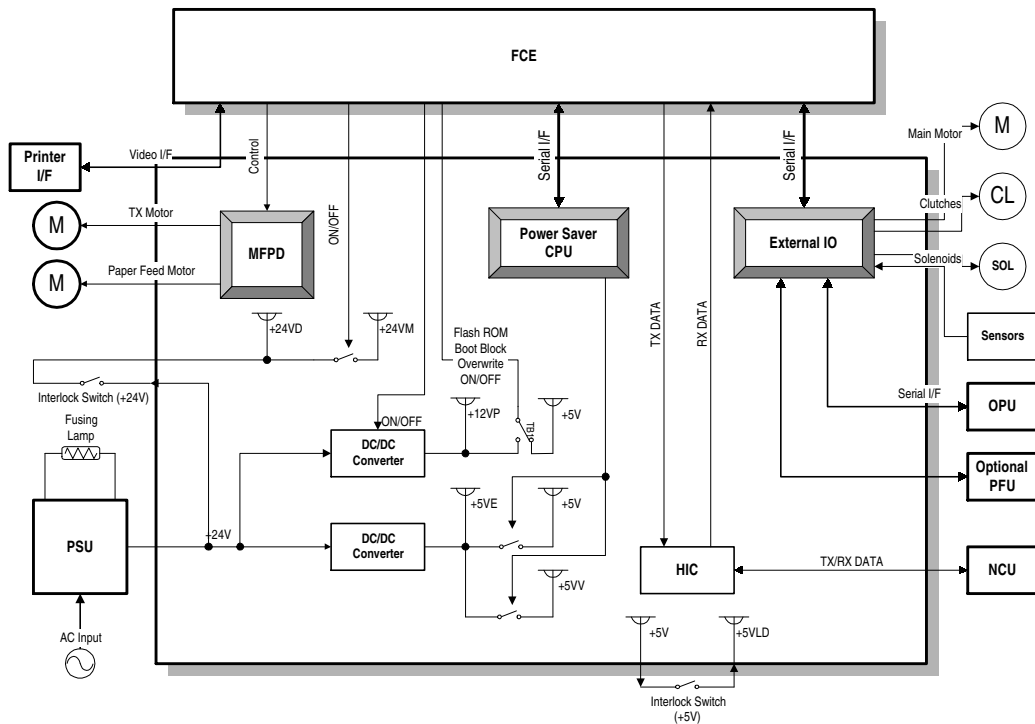 FCE
Printer
I/F
Video I/F
Control
ON/OFF
Serial I/F
Serial I/F
Main Motor
M
M
TX Motor
MFPD
Power Saver
CPU
External IO
Clutches
CL
M
Paper Feed Motor
Solenoids
SOL
+24VD
+24VM
Flash ROM
Boot Block
Overwrite
ON/OFF
TX DATA
RX DATA
Sensors
Interlock Switch (+24V)
Serial I/F
OPU
Fusing
Lamp
ON/OFF
+12VP
TB1
+5V
DC/DC
Converter
Optional
PFU
+5VE
+5V
PSU
+24V
DC/DC
Converter
HIC
TX/RX DATA
NCU
+5VV
AC Input
+5V
+5VLD
Interlock Switch
(+5V)